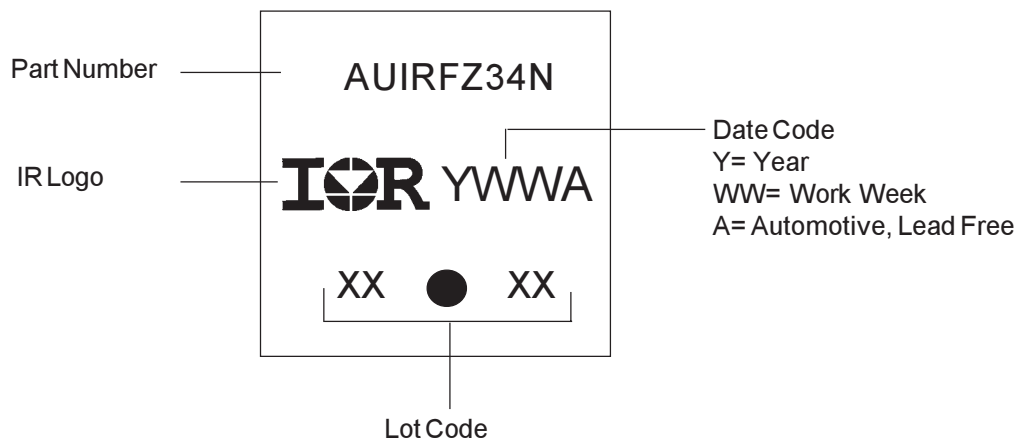 Part Number
AUIRFZ34N
IR Logo
IOR YWWA
Date Code
Y= Year
WW= Work Week
A= Automotive, Lead Free
XX XX
Lot Code